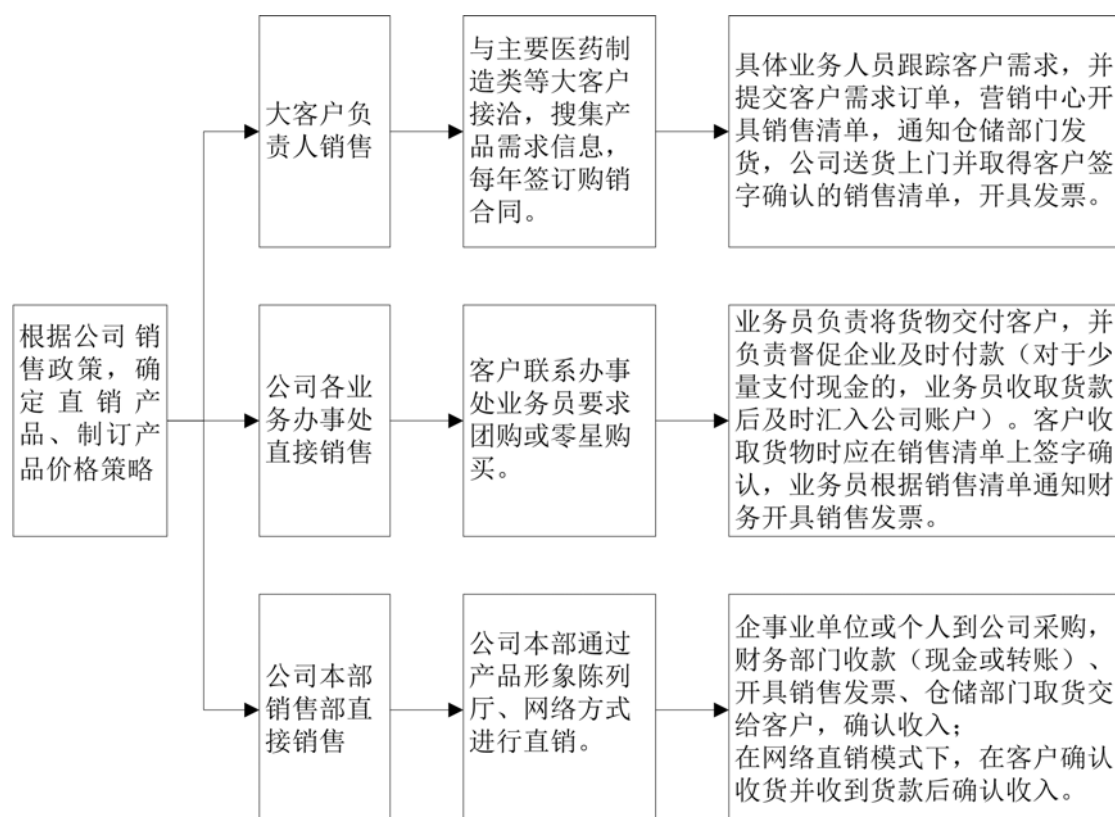 大客户负
责人销售
与主要医药制
造类等大客户
接洽，搜集产
品需求信息，
每年签订购销
合同。
具体业务人员跟踪客户需求，并
提交客户需求订单，营销中心开
具销售清单，通知仓储部门发
货，公司送货上门并取得客户签
字确认的销售清单，开具发票。
根据公司 销
售政策，确
定直销产
品、制订产
品价格策略
公司各业
务办事处
直接销售
客户联系办事
处业务员要求
团购或零星购
买。
业务员负责将货物交付客户，并
负责督促企业及时付款（对于少
量支付现金的，业务员收取货款
后及时汇入公司账户）。客户收
取货物时应在销售清单上签字确
认，业务员根据销售清单通知财
务开具销售发票。
公司本部
销售部直
接销售
公司本部通过
产品形象陈列
厅、网络方式
进行直销。
企事业单位或个人到公司采购，
财务部门收款（现金或转账）、
开具销售发票、仓储部门取货交
给客户，确认收入；
在网络直销模式下，在客户确认
收货并收到货款后确认收入。